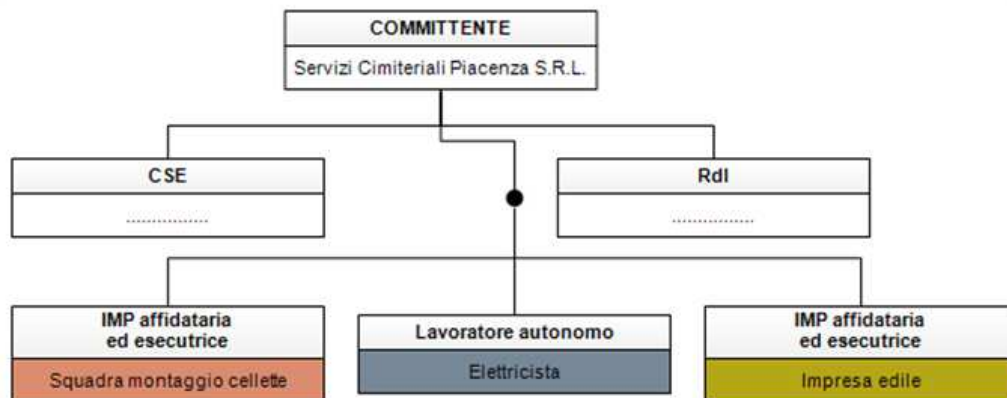 COMMITTENTE
Servizi Cimiteriali Piacenza S.R.L.
CSE
...............
RdI
...............
IMP affidataria
ed esecutrice
Squadra montaggio cellette
Lavoratore autonomo
Elettricista
IMP affidataria
ed esecutrice
Impresa edile